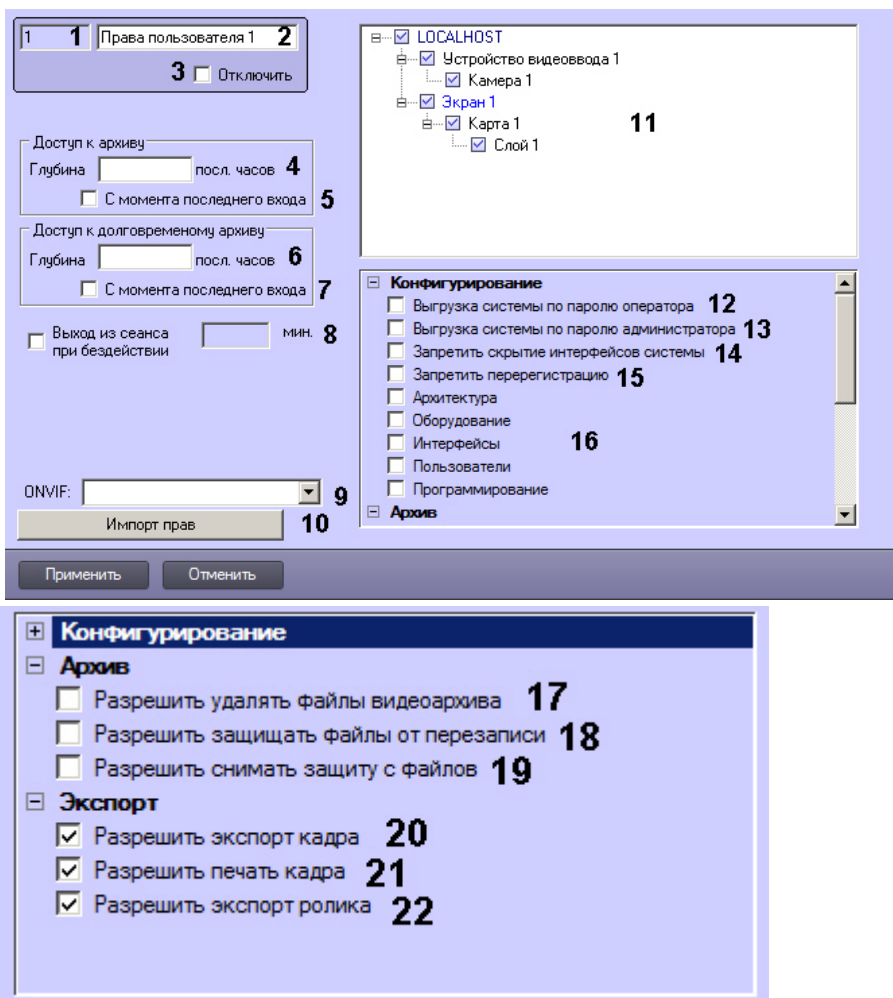 1 1 Права пользователя 1 2
3 Отключить
Доступ к архиву
Глубина посл. часов 4
С момента последнего входа 5
Доступ к долговременому архиву
Глубина посл. часов 6
С момента последнего входа 7
Выход из сеанса мин. 8
при бездействии
ONVIF: 9
Импорт прав 10
LOCALHOST
Устройство видеоввода 1
Камера 1
Экран 1
Карта 1 11
Слой 1
Конфигурирование
Выгрузка системы по паролю оператора 12
Выгрузка системы по паролю администратора 13
Запретить скрытие интерфейсов системы 14
Запретить перерегистрацию 15
Архитектура
Оборудование
Интерфейсы 16
Пользователи
Программирование
Архив
Применить Отменить
Конфигурирование
Архив
Разрешить удалять файлы видеоархива 17
Разрешить защищать файлы от перезаписи 18
Разрешить снимать защиту с файлов 19
Экспорт
Разрешить экспорт кадра 20
Разрешить печать кадра 21
Разрешить экспорт ролика 22